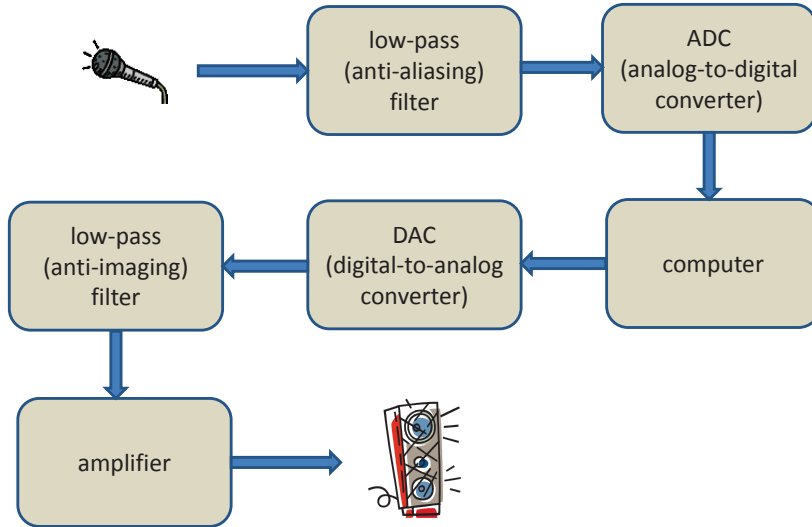 low-pass
(anti-aliasing)
filter
ADC
(analog-to-digital
converter)
computer
DAC
(digital-to-analog
converter)
low-pass
(anti-imaging)
filter
amplifier